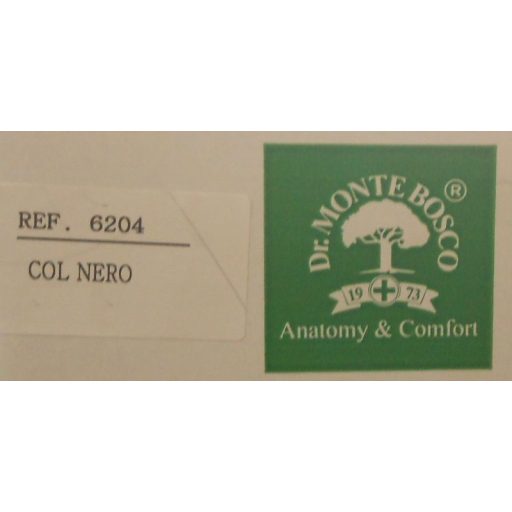 REF. 6204
COL NERO
Dr. MONTE BOSCO ®
19 73
Anatomy & Comfort